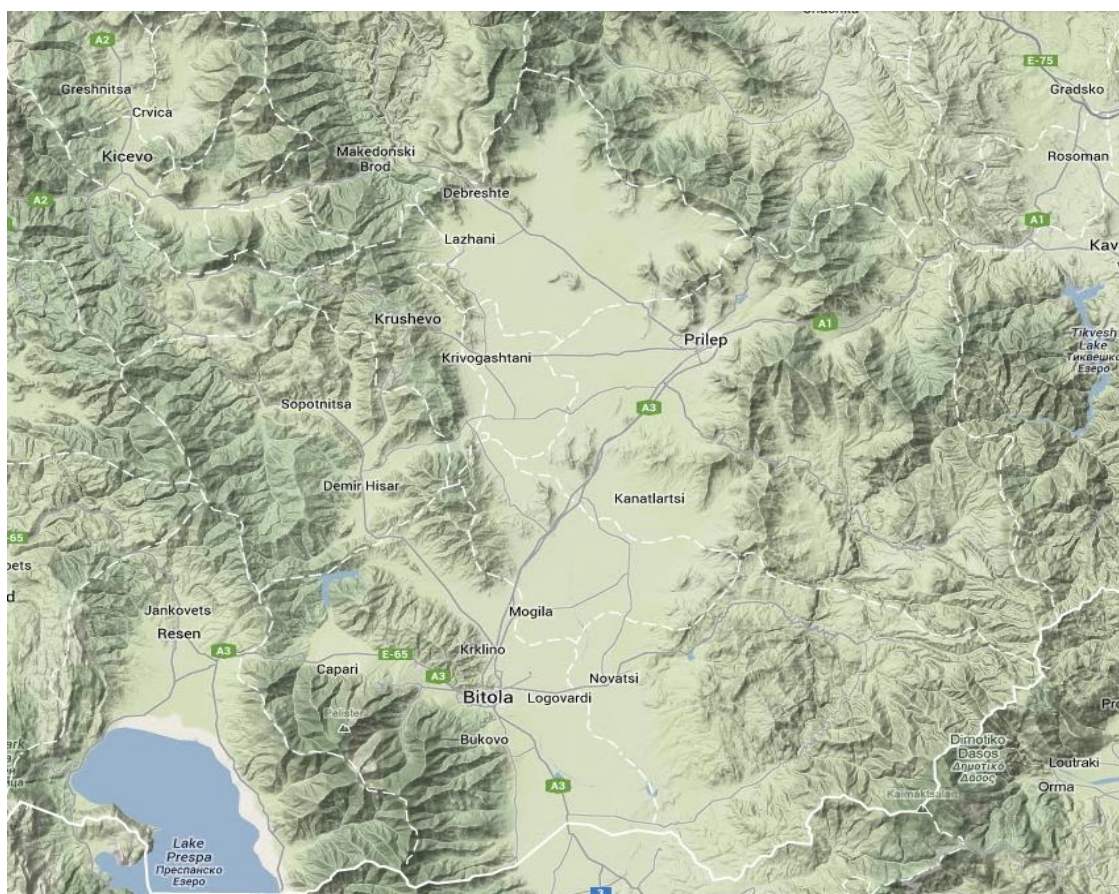 A2
E-75
Greshnitsa
Gradsko
Crvica
Makedonski
Brod
Rosoman
Kicevo
A2
Debreshte
A1
Lazhani
Kav
Krushevo
A1
Prilep
Tikvesh
Lake
Тиквешко
Езеро
Krivogashtani
Sopotnitsa
A3
Demir Hisar
Kanatlartsi
-65
Jankovets
Mogila
Resen
A3
Krklino
E-65
Capari
A3
Novatsi
Bitola
Logovardi
Pelister
Bukovo
Dimotiko
Dasos
Δημοτικό
Δάσος
Loutraki
A3
Orma
Kaimaktsalan
Lake
Prespa
Преспанско
Езеро
3